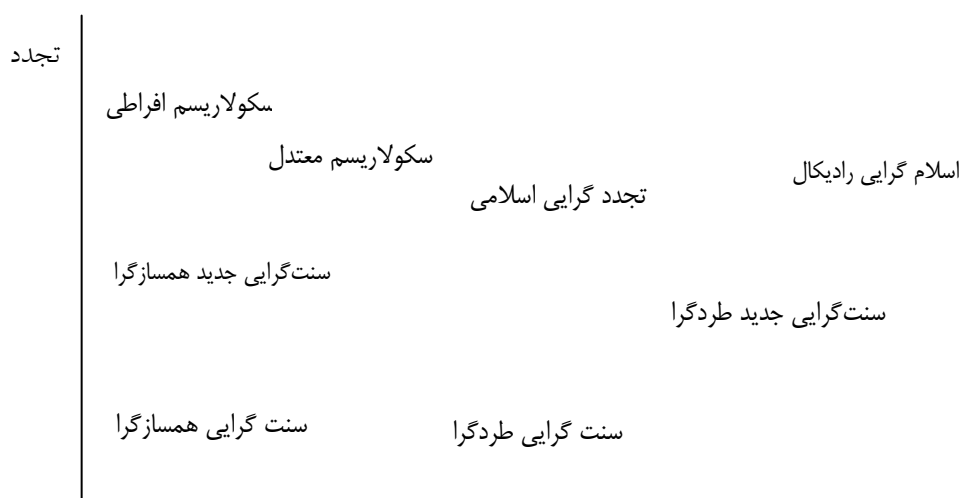 تجدد
سکولاریسم افراطی
سکولاریسم معتدل
اسلام گرایی رادیکال
تجدد گرایی اسلامی
سنت‌گرایی جدید همسازگرا
سنت‌گرایی جدید طردگرا
سنت گرایی همسازگرا
سنت گرایی طردگرا